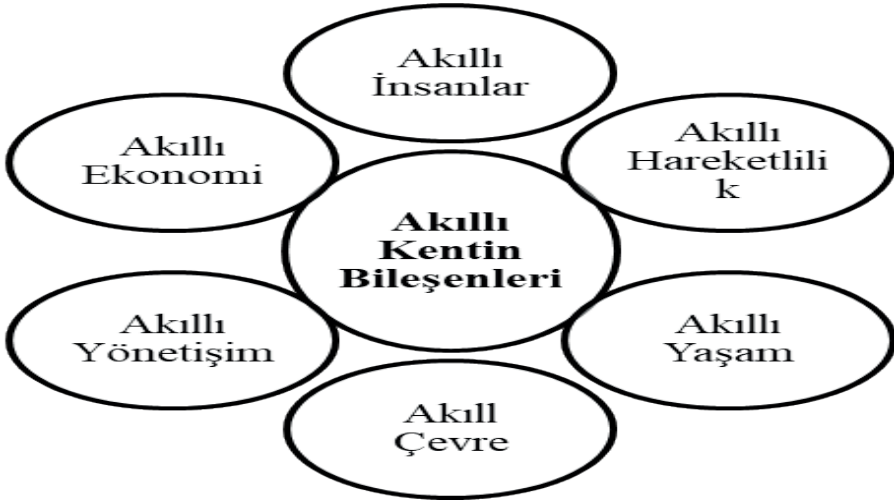 Akıllı
İnsanlar
Akıllı
Ekonomi
Akıllı
Hareketlili
k
Akıllı
Kentin
Bileşenleri
Akıllı
Yönetişim
Akıllı
Yaşam
Akıll
Çevre